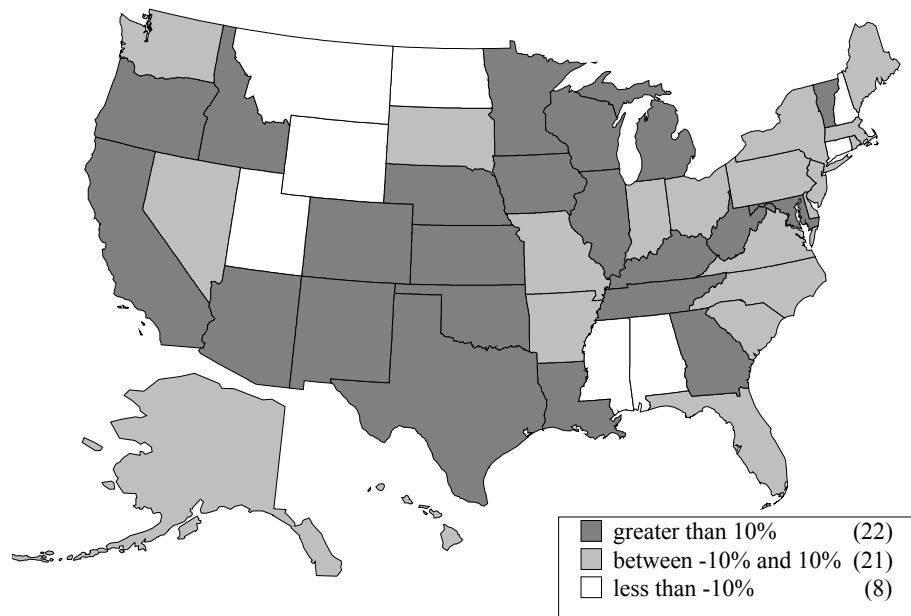 greater than 10% (22)
between -10% and 10% (21)
less than -10% (8)